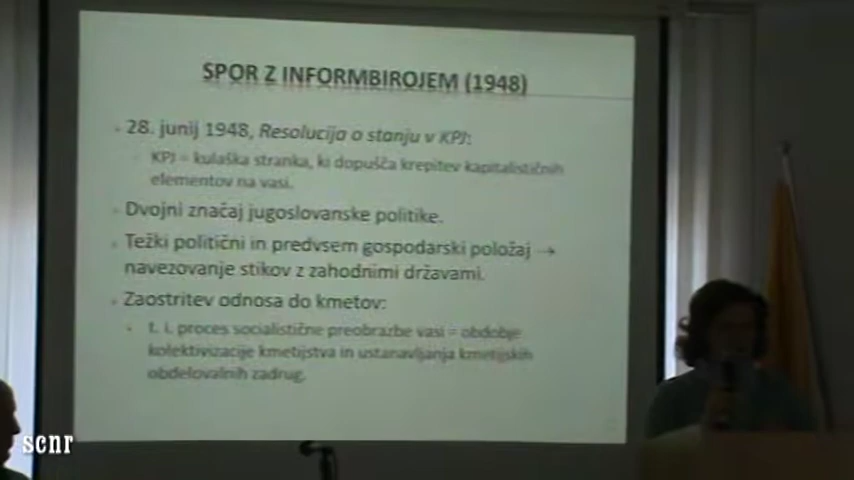 SPOR Z INFORMBIROJEM (1948)
28. junij 1948, Resolucija o stanju v KPJ:
KPJ = kulaška stranka, ki dopušča krepitev kapitalističnih
elementov na vasi.
Dvojni značaj jugoslovanske politike.
Težki politični in predvsem gospodarski položaj →
navezovanje stikov z zahodnimi državami.
Zaostritev odnosa do kmetov:
t. i. proces socialistične preobrazbe vasi = obdobje
kolektivizacije kmetijstva in ustanavljanja kmetijskih
obdelovalnih zadrug.
scnr